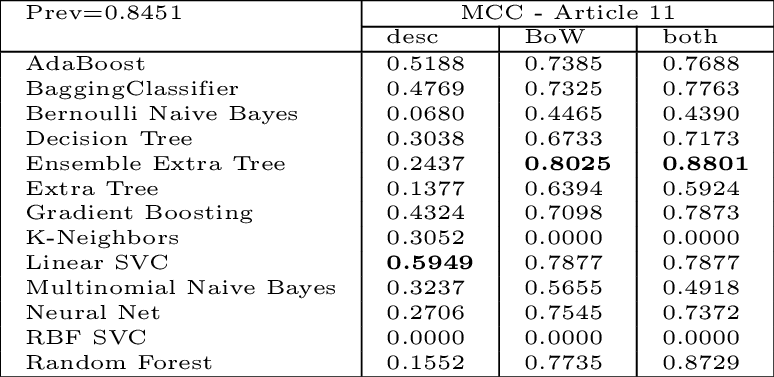 Prev=0.8451 MCC - Article 11
desc BoW both
AdaBoost 0.5188 0.7385 0.7688
BaggingClassifier 0.4769 0.7325 0.7763
Bernoulli Naive Bayes 0.0680 0.4465 0.4390
Decision Tree 0.3038 0.6733 0.7173
Ensemble Extra Tree 0.2437 0.8025 0.8801
Extra Tree 0.1377 0.6394 0.5924
Gradient Boosting 0.4324 0.7098 0.7873
K-Neighbors 0.3052 0.0000 0.0000
Linear SVC 0.5949 0.7877 0.7877
Multinomial Naive Bayes 0.3237 0.5655 0.4918
Neural Net 0.2706 0.7545 0.7372
RBF SVC 0.0000 0.0000 0.0000
Random Forest 0.1552 0.7735 0.8729